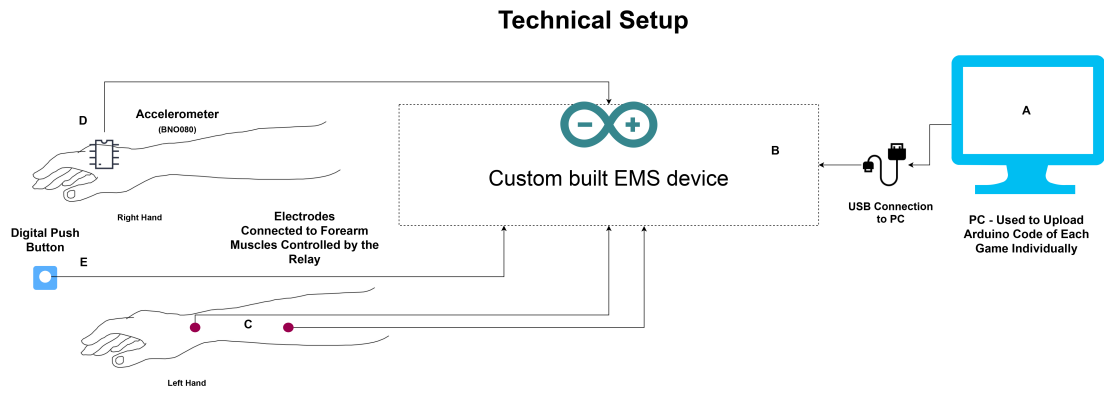 Technical Setup
D
Accelerometer
(BNO080)
A
B
Custom built EMS device
Right Hand
USB Connection
to PC
PC - Used to Upload
Arduino Code of Each
Game Individually
Electrodes
Connected to Forearm
Muscles Controlled by the
Relay
Digital Push
Button
E
C
Left Hand